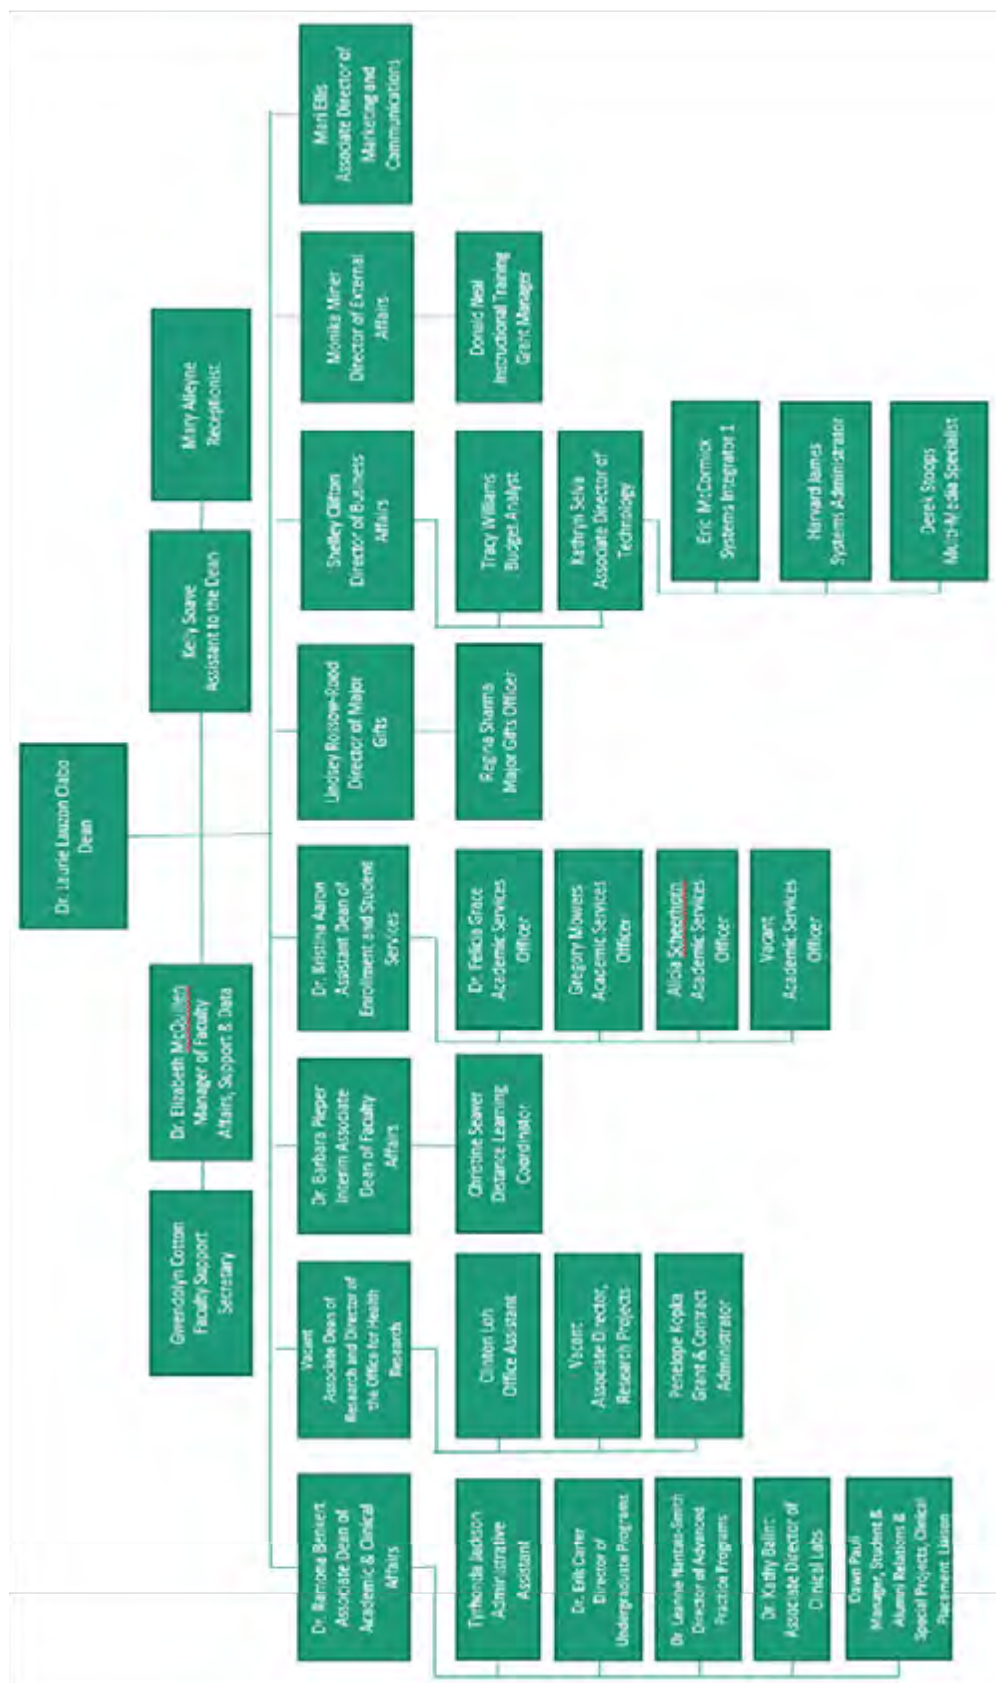 Dr. Laurie Lauzon Clabo
Dean
Gwendolyn Cotton
Faculty Support
Secretary
Dr. Elizabeth McQuillen
Manager of Faculty
Affairs, Support & Data
Kelly Soave
Assistant to the Dean
Mary Alleyne
Receptionist
Dr. Ramona Benkert
Associate Dean of
Academic & Clinical
Affairs
Vacant
Associate Dean of
Research and Director of
the Office for Health
Research
Dr. Barbara Pieper
Interim Associate
Dean of Faculty
Affairs
Dr. Kristina Aaron
Assistant Dean of
Enrollment and Student
Services
Lindsey Rossow-Rood
Director of Major
Gifts
Shelley Clifton
Director of Business
Affairs
Monika Miner
Director of External
Affairs
Mari Ellis
Associate Director of
Marketing and
Communications
Tyrhonda Jackson
Administrative
Assistant
Dr. Erik Carter
Director of
Undergraduate Programs
Dr. Leanne Nantais-Smith
Director of Advanced
Practice Programs
Dr. Kathy Balint
Associate Director of
Clinical Labs
Dawn Pauli
Manager, Student &
Alumni Relations &
Special Projects, Clinical
Placement Liaison
Clinton Loh
Office Assistant
Vacant
Associate Director,
Research Projects
Penelope Kopka
Grant & Contract
Administrator
Christine Seaver
Distance Learning
Coordinator
Dr. Felicia Grace
Academic Services
Officer
Gregory Mowers
Academic Services
Officer
Alicia
Academic Services
Officer
Vacant
Academic Services
Officer
Regina Sharma
Major Gifts Officer
Tracy Williams
Budget Analyst
Kathryn Selva
Associate Director of
Technology
Eric McCormick
Systems Integrator 1
Harvard James
Systems Administrator
Derek Stoops
Multi-Media Specialist
Donald Neal
Instructional Training
Grant Manager